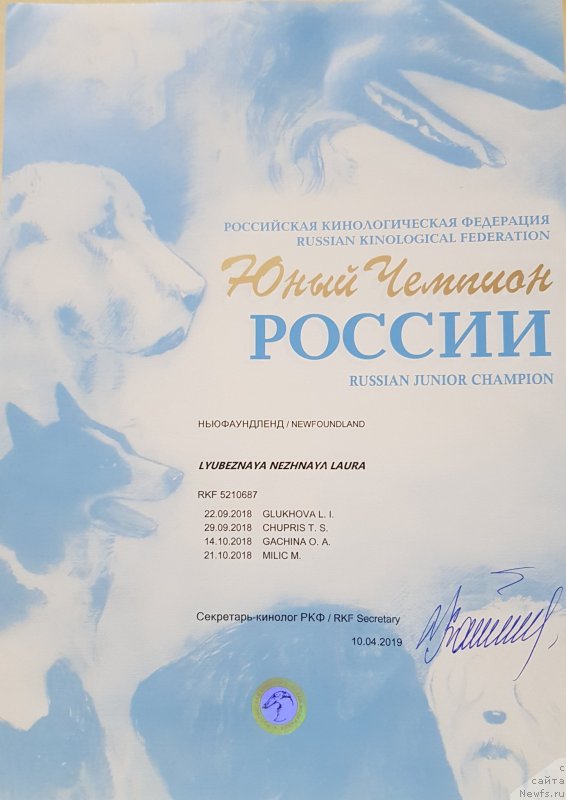 РОССИЙСКАЯ КИНОЛОГИЧЕСКАЯ ФЕДЕРАЦИЯ
RUSSIAN KINOLOGICAL FEDERATION
Юный Чемпион
РОССИИ
RUSSIAN JUNIOR CHAMPION
НЬЮФАУНДЛЕНД / NEWFOUNDLAND
LYUBEZNAYA NEZHNAYA LAURA
RKF 5210687
22.09.2018 GLUKHOVA L. I.
29.09.2018 CHUPRIS T. S.
14.10.2018 GACHINA O. A.
21.10.2018 MILIC M.
Секретарь-кинолог РКФ / RKF Secretary
10.04.2019
с
сайта
Newfs.ru